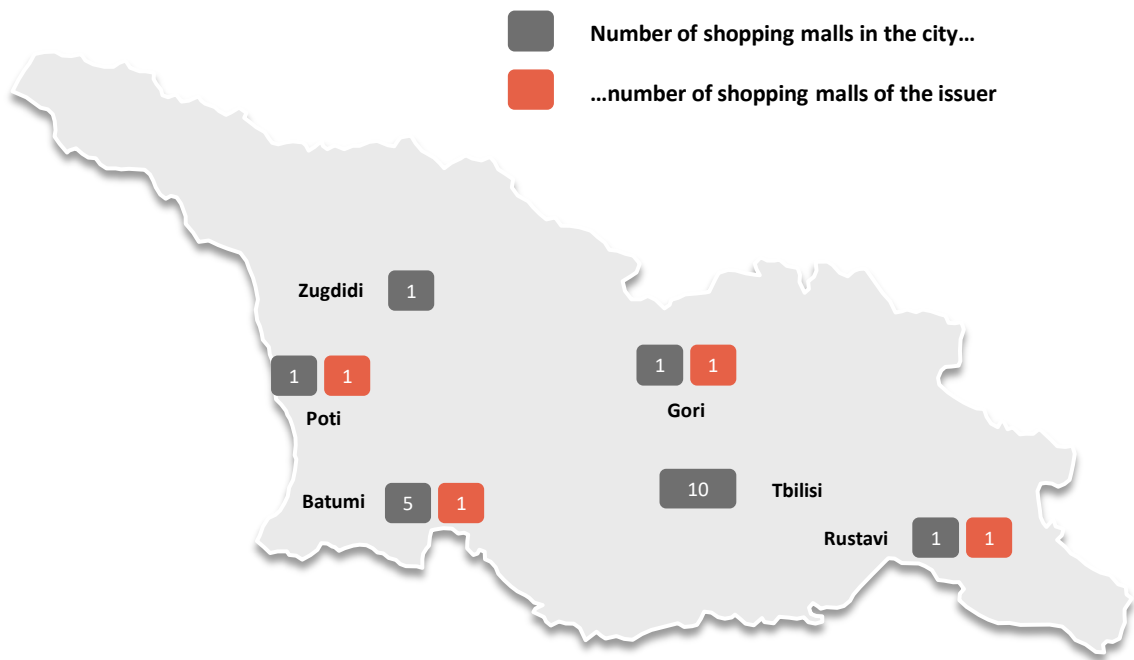 Number of shopping malls in the city…
…number of shopping malls of the issuer
Zugdidi 1
1 1
Poti
1 1
Gori
Batumi 5 1
10 Tbilisi
Rustavi 1 1